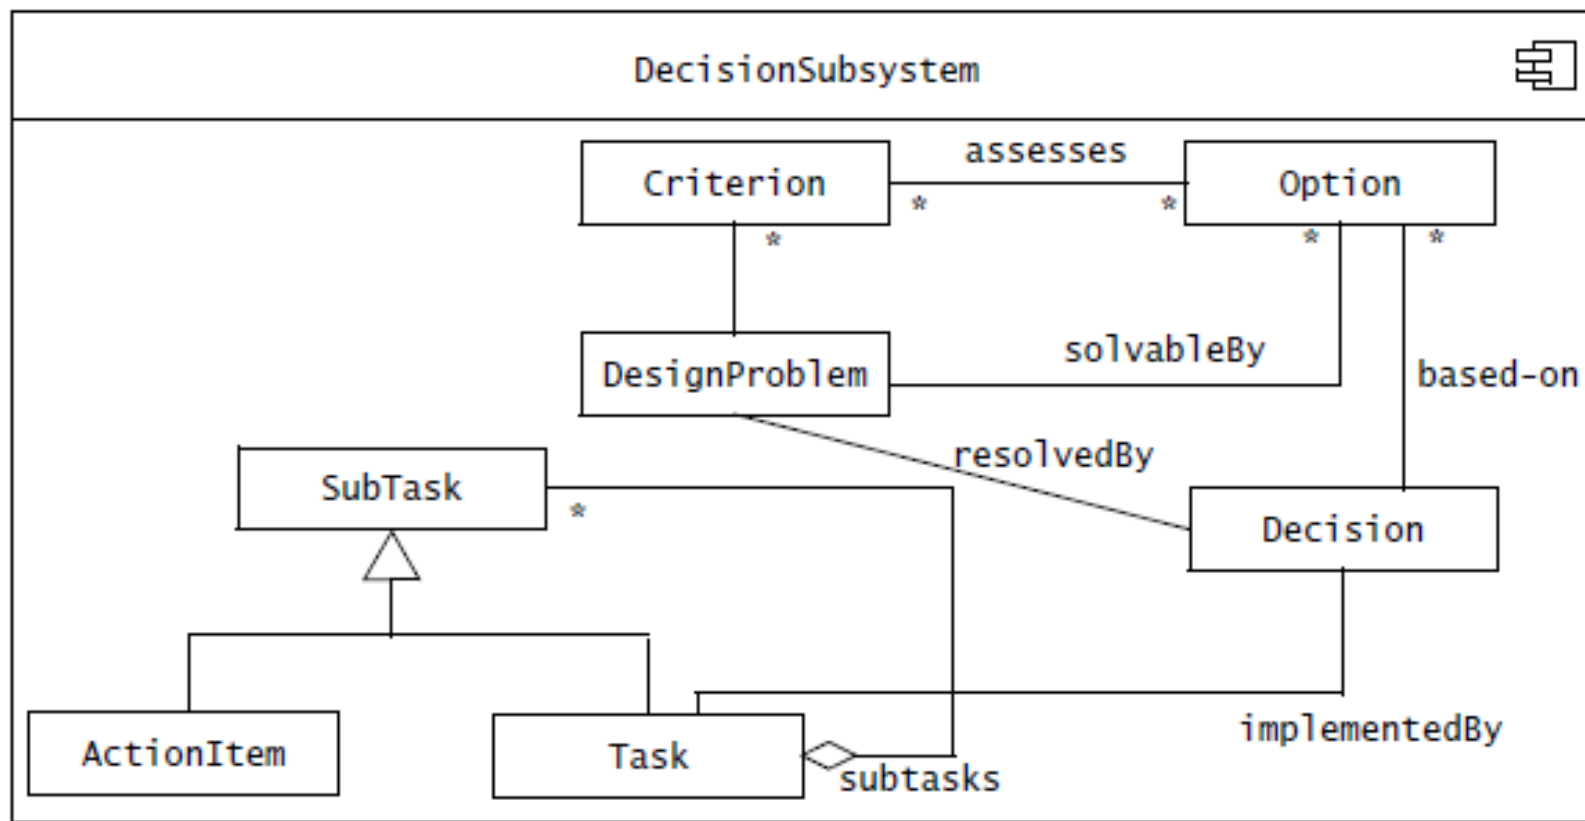 DecisionSubsystem
assesses
Criterion
Option
* *
* * *
solvableBy
DesignProblem
based-on
resolvedBy
SubTask
*
Decision
implementedBy
ActionItem
Task
subtasks